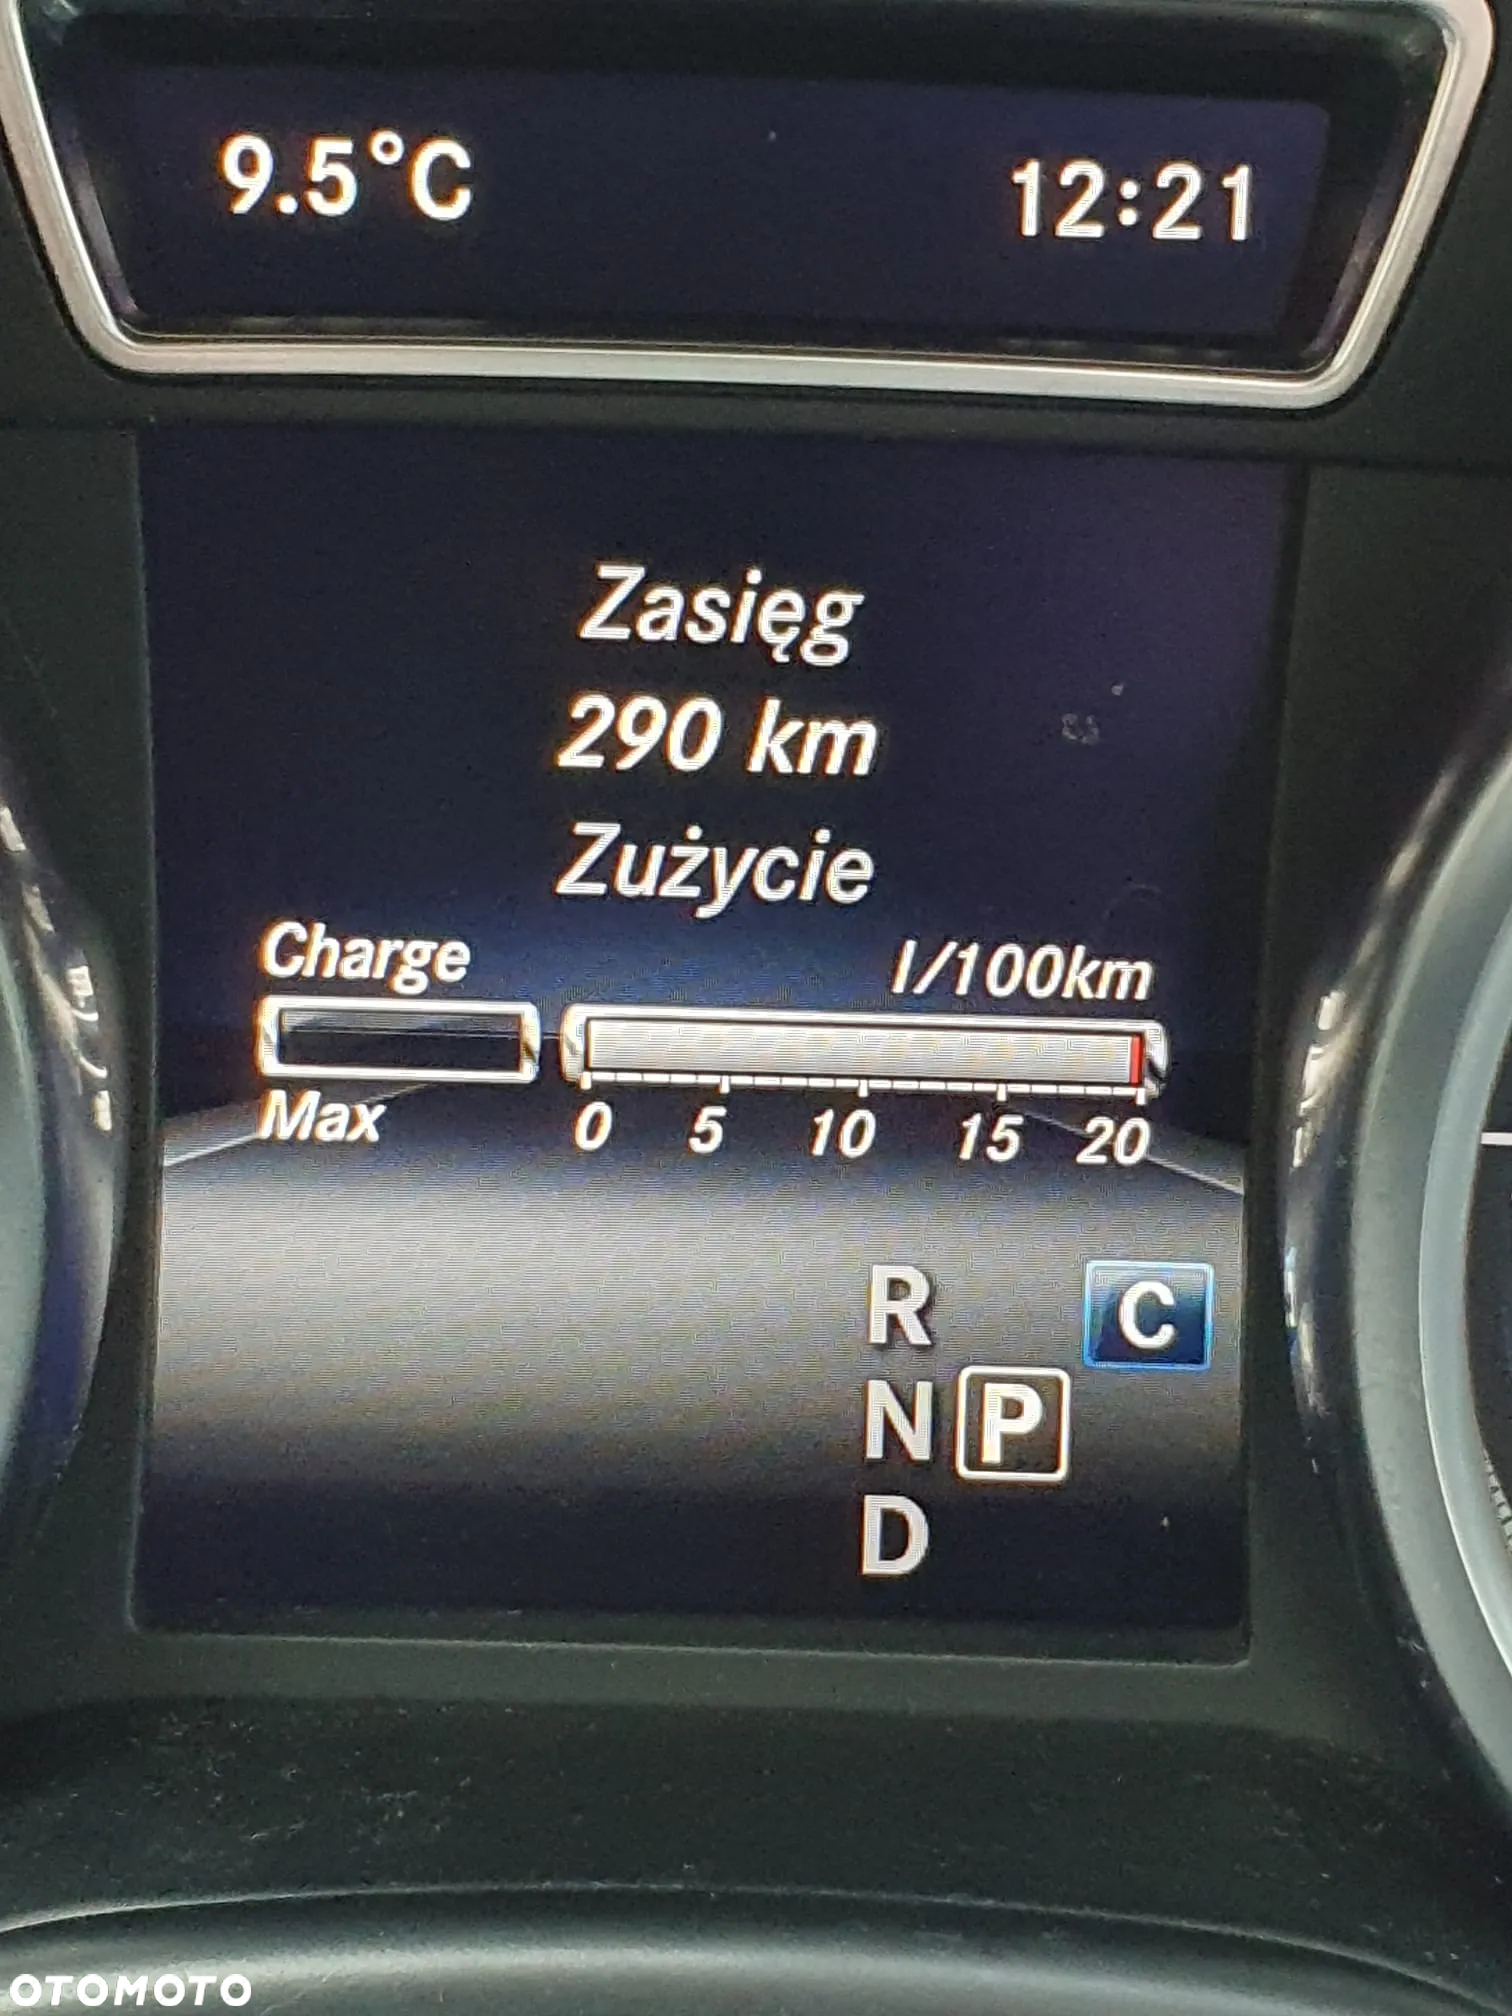 9.5°C 12:21
Zasięg
290 km
Zużycie
Charge l/100km
Max 0 5 10 15 20
R C
N P
D
OTOMOTO